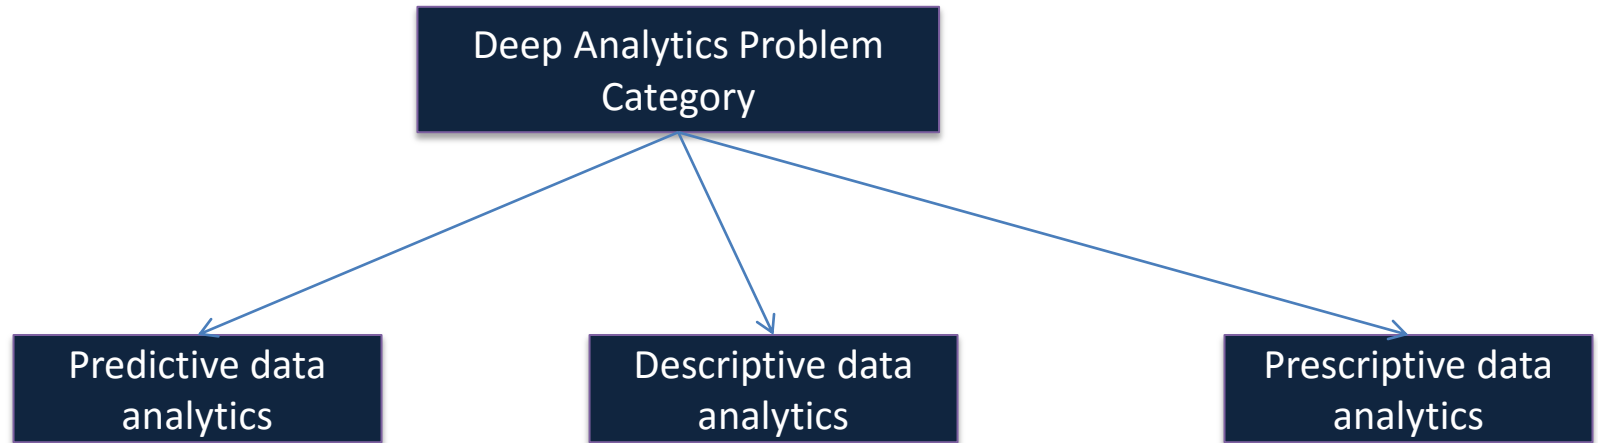 Deep Analytics Problem
Category
Predictive data
analytics
Descriptive data
analytics
Prescriptive data
analytics